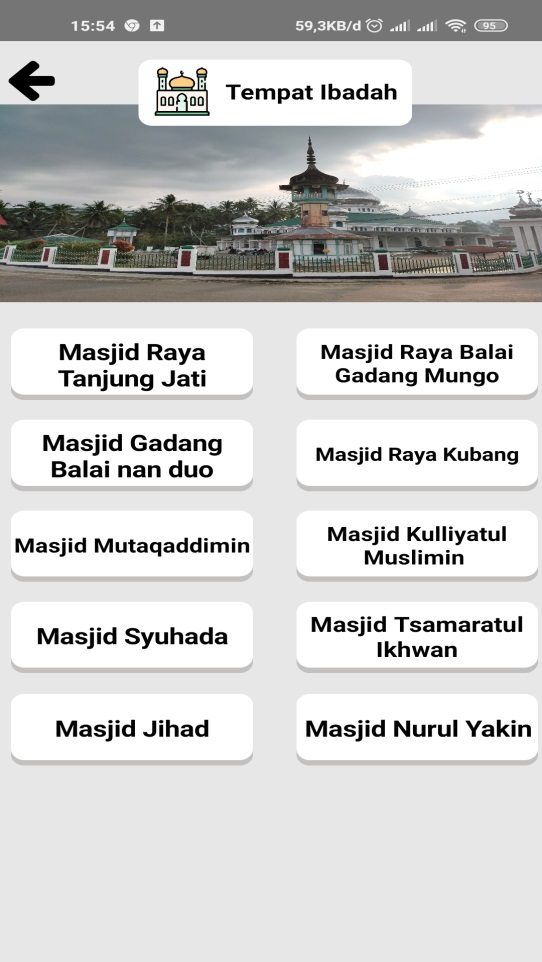 15:54
59,3KB/d
95
Tempat Ibadah
Masjid Raya
Tanjung Jati
Masjid Raya Balai
Gadang Mungo
Masjid Gadang
Balai nan duo
Masjid Raya Kubang
Masjid Mutaqaddimin
Masjid Kulliyatul
Muslimin
Masjid Syuhada
Masjid Tsamaratul
Ikhwan
Masjid Jihad
Masjid Nurul Yakin